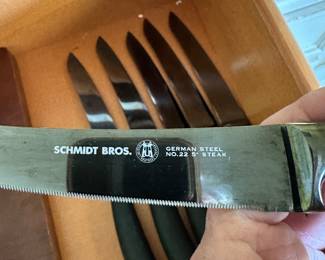 SCHMIDT BROS.
GERMAN STEEL
NO. 22 5" STEAK